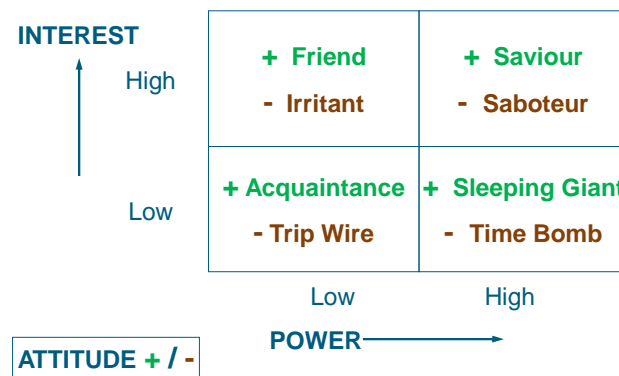 INTEREST
High
+ Friend
- Irritant
+ Saviour
- Saboteur
Low
+ Acquaintance
- Trip Wire
+ Sleeping Giant
- Time Bomb
Low
High
POWER
ATTITUDE + / -